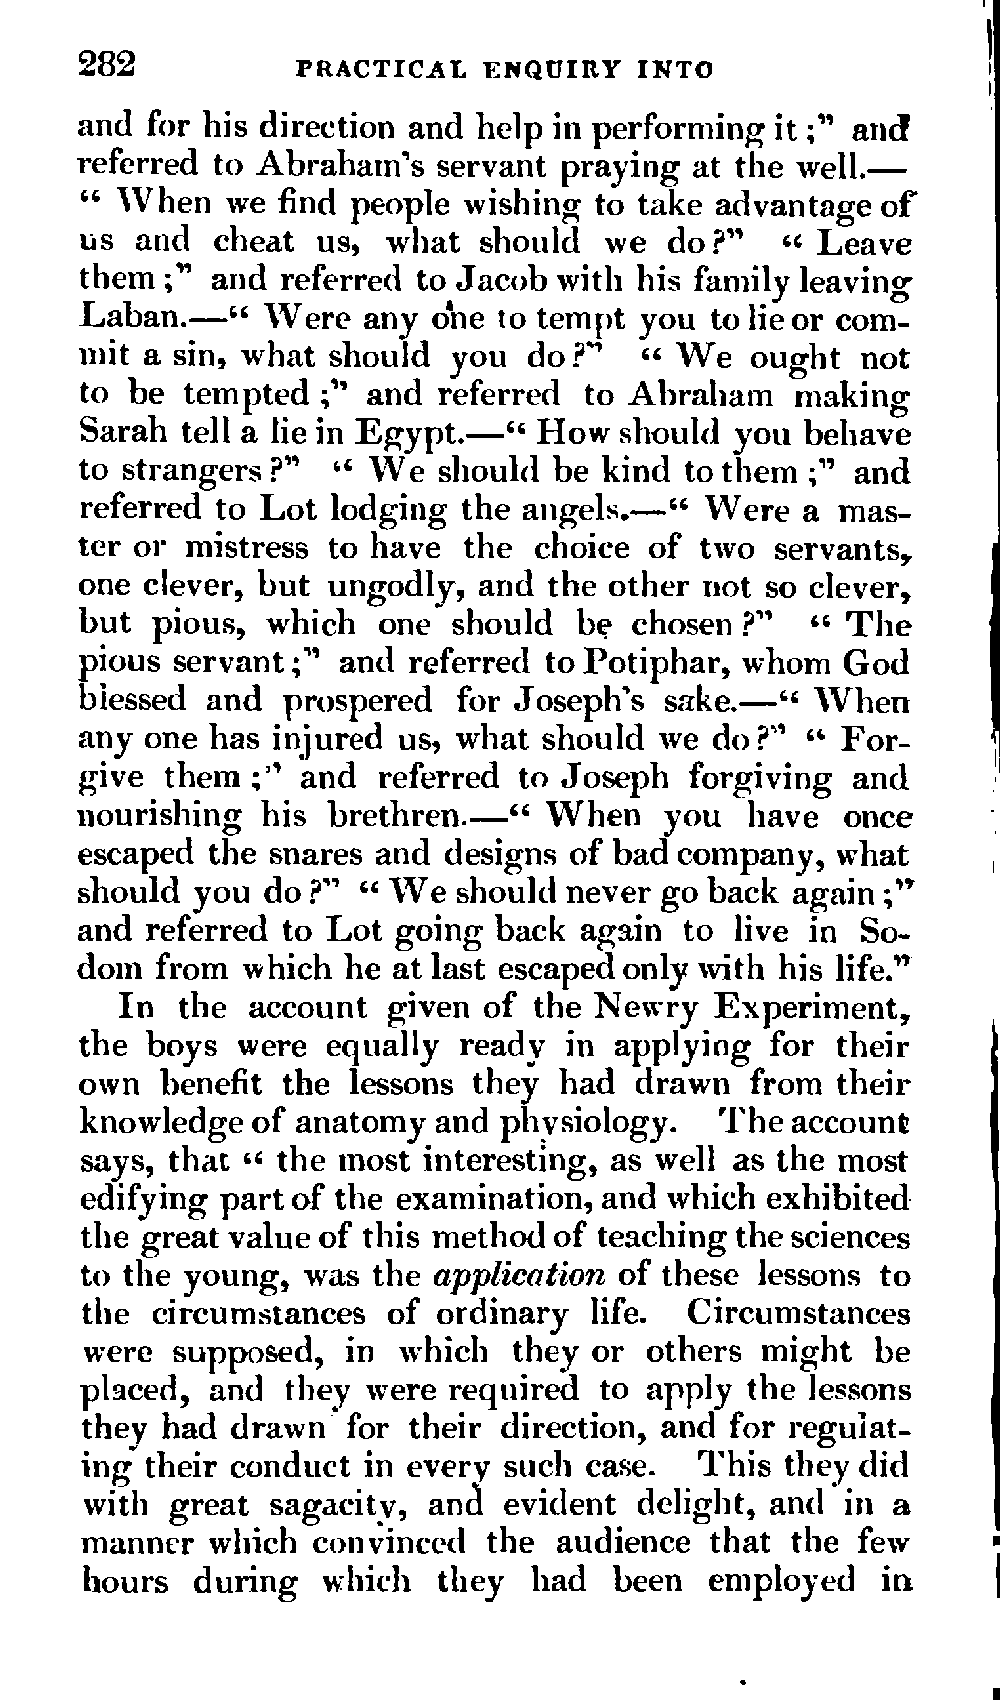 282 PRACTICAL ENQUIRY INTO
and for his direction and help in performing it ;" and
referred to Abraham's servant praying at the well.—
" When we find people wishing to take advantage of
us and cheat us, what should we do ?" " Leave
them ;" and referred to Jacob with his family leaving
Laban.—" Were any one to tempt you to lie or com-
mit a sin, what should you do ?" " We ought not
to be tempted ;" and referred to Abraham making
Sarah tell a lie in Egypt.—" How should you behave
to strangers ?" " We should be kind to them ;" and
referred to Lot lodging the angels.—" Were a mas-
ter or mistress to have the choice of two servants,
one clever, but ungodly, and the other not so clever,
but pious, which one should be chosen ?" " The
pious servant ;" and referred to Potiphar, whom God
blessed and prospered for Joseph's sake.—" When
any one has injured us, what should we do ?" " For-
give them ;" and referred to Joseph forgiving and
nourishing his brethren.—" When you have once
escaped the snares and designs of bad company, what
should you do ?" " We should never go back again ;"
and referred to Lot going back again to live in So-
dom from which he at last escaped only with his life."
In the account given of the Newry Experiment,
the boys were equally ready in applying for their
own benefit the lessons they had drawn from their
knowledge of anatomy and physiology. The account
says, that " the most interesting, as well as the most
edifying part of the examination, and which exhibited
the great value of this method of teaching the sciences
to the young, was the application of these lessons to
the circumstances of ordinary life. Circumstances
were supposed, in which they or others might be
placed, and they were required to apply the lessons
they had drawn for their direction, and for regulat-
ing their conduct in every such case. This they did
with great sagacity, and evident delight, and in a
manner which convinced the audience that the few
hours during which they had been employed in